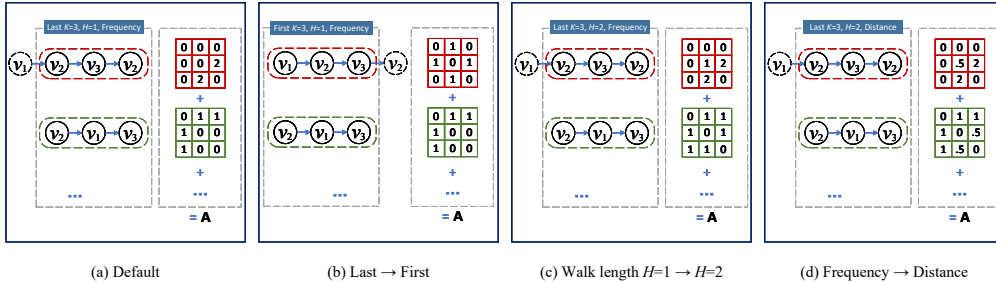 Last K=3, H=1, Frequency
v1 v2 v3 v2
0 0 0
0 0 2
0 2 0
+
v2 v1 v3
0 1 1
1 0 0
1 0 0
+
... ...
= A
(a) Default
First K=3, H=1, Frequency
v1 v2 v3 v2
0 1 0
1 0 1
0 1 0
+
v2 v1 v3
0 1 1
1 0 0
1 0 0
+
... ...
= A
(b) Last → First
Last K=3, H=2, Frequency
v1 v2 v3 v2
0 0 0
0 1 2
0 2 0
+
v2 v1 v3
0 1 1
1 0 1
1 1 0
+
... ...
= A
(c) Walk length H=1 → H=2
Last K=3, H=2, Distance
v1 v2 v3 v2
0 0 0
0 .5 2
0 2 0
+
v2 v1 v3
0 1 1
1 0 .5
1 .5 0
+
... ...
= A
(d) Frequency → Distance